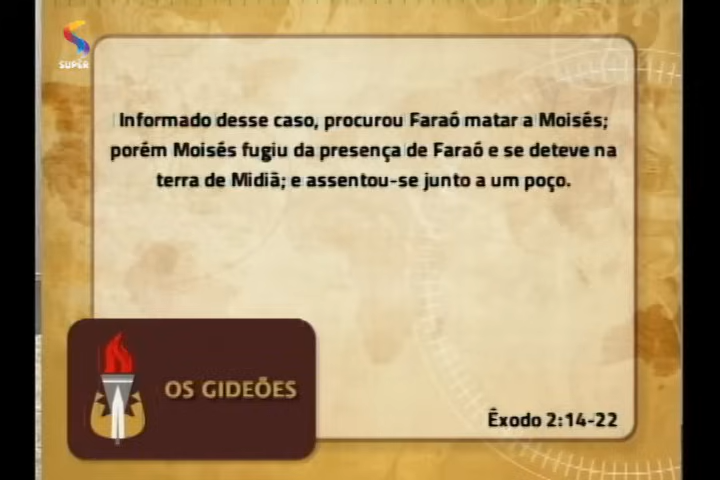 SUPER
Informado desse caso, procurou Faraó matar a Moisés;
porém Moisés fugiu da presença de Faraó e se deteve na
terra de Midiã; e assentou-se junto a um poço.
OS GIDEÕES
Êxodo 2:14-22